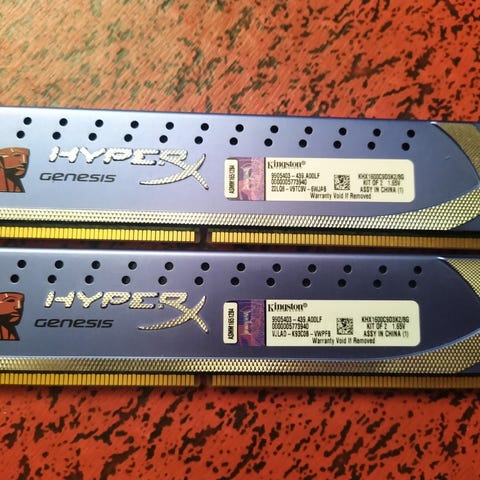 HYPERX
GENESIS
Kingston
9905403-439.A00LF
0000005773940
KHX1600C9D3K2/8G
KIT OF 2 1.65V
ASSY IN CHINA (1)
Warranty Void If Removed
HYPERX
GENESIS
Kingston
9905403-439.A00LF
0000005773940
KHX1600C9D3K2/8G
KIT OF 2 1.65V
ASSY IN CHINA (1)
Warranty Void If Removed